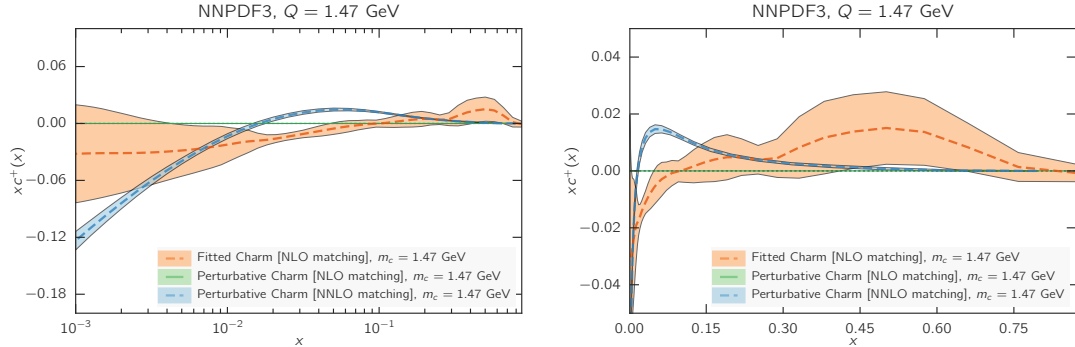 NNPDF3, Q = 1.47 GeV
0.06
0.00
−0.06
−0.12
−0.18
xc⁺(x)
Fitted Charm [NLO matching], m_c = 1.47 GeV
Perturbative Charm [NLO matching], m_c = 1.47 GeV
Perturbative Charm [NNLO matching], m_c = 1.47 GeV
10⁻³
10⁻²
10⁻¹
x
NNPDF3, Q = 1.47 GeV
0.04
0.02
0.00
−0.02
−0.04
xc⁺(x)
Fitted Charm [NLO matching], m_c = 1.47 GeV
Perturbative Charm [NLO matching], m_c = 1.47 GeV
Perturbative Charm [NNLO matching], m_c = 1.47 GeV
0.00
0.15
0.30
0.45
0.60
0.75
x